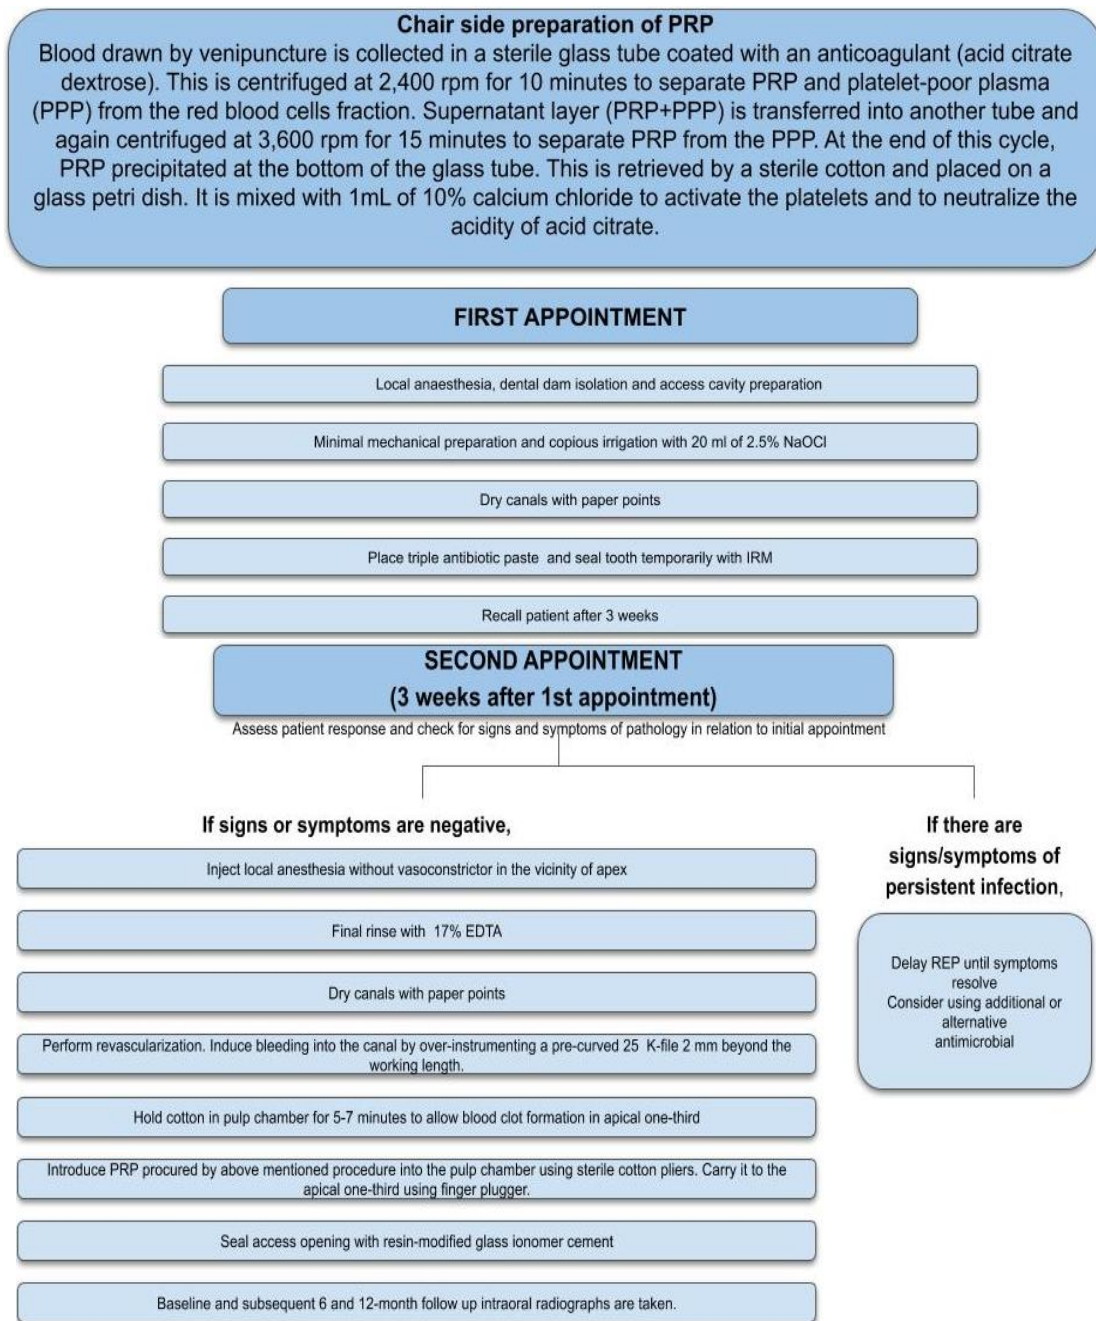 Chair side preparation of PRP
Blood drawn by venipuncture is collected in a sterile glass tube coated with an anticoagulant (acid citrate
dextrose). This is centrifuged at 2,400 rpm for 10 minutes to separate PRP and platelet-poor plasma
(PPP) from the red blood cells fraction. Supernatant layer (PRP+PPP) is transferred into another tube and
again centrifuged at 3,600 rpm for 15 minutes to separate PRP from the PPP. At the end of this cycle,
PRP precipitated at the bottom of the glass tube. This is retrieved by a sterile cotton and placed on a
glass petri dish. It is mixed with 1mL of 10% calcium chloride to activate the platelets and to neutralize the
acidity of acid citrate.
FIRST APPOINTMENT
Local anaesthesia, dental dam isolation and access cavity preparation
Minimal mechanical preparation and copious irrigation with 20 ml of 2.5% NaOCl
Dry canals with paper points
Place triple antibiotic paste and seal tooth temporarily with IRM
Recall patient after 3 weeks
SECOND APPOINTMENT
(3 weeks after 1st appointment)
Assess patient response and check for signs and symptoms of pathology in relation to initial appointment
If signs or symptoms are negative,
Inject local anesthesia without vasoconstrictor in the vicinity of apex
Final rinse with 17% EDTA
Dry canals with paper points
Perform revascularization. Induce bleeding into the canal by over-instrumenting a pre-curved 25 K-file 2 mm beyond the
working length.
Hold cotton in pulp chamber for 5-7 minutes to allow blood clot formation in apical one-third
Introduce PRP procured by above mentioned procedure into the pulp chamber using sterile cotton pliers. Carry it to the
apical one-third using finger plugger.
Seal access opening with resin-modified glass ionomer cement
Baseline and subsequent 6 and 12-month follow up intraoral radiographs are taken.
If there are
signs/symptoms of
persistent infection,
Delay REP until symptoms
resolve
Consider using additional or
alternative
antimicrobial